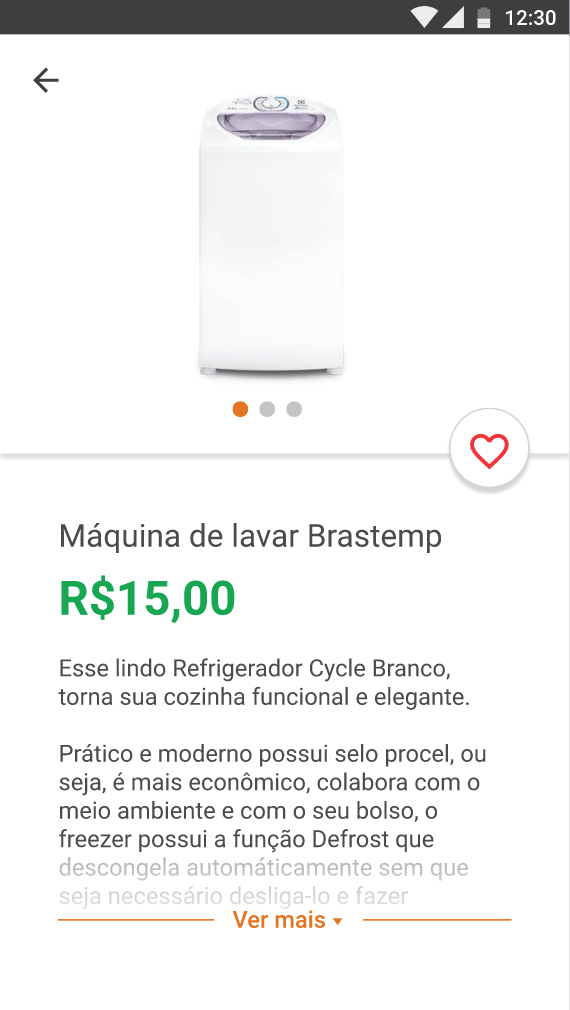 12:30
Máquina de lavar Brastemp
R$15,00
Esse lindo Refrigerador Cycle Branco,
torna sua cozinha funcional e elegante.
Prático e moderno possui selo procel, ou
seja, é mais econômico, colabora com o
meio ambiente e com o seu bolso, o
freezer possui a função Defrost que
descongela automáticamente sem que
seja necessário desliga-lo e fazer
Ver mais